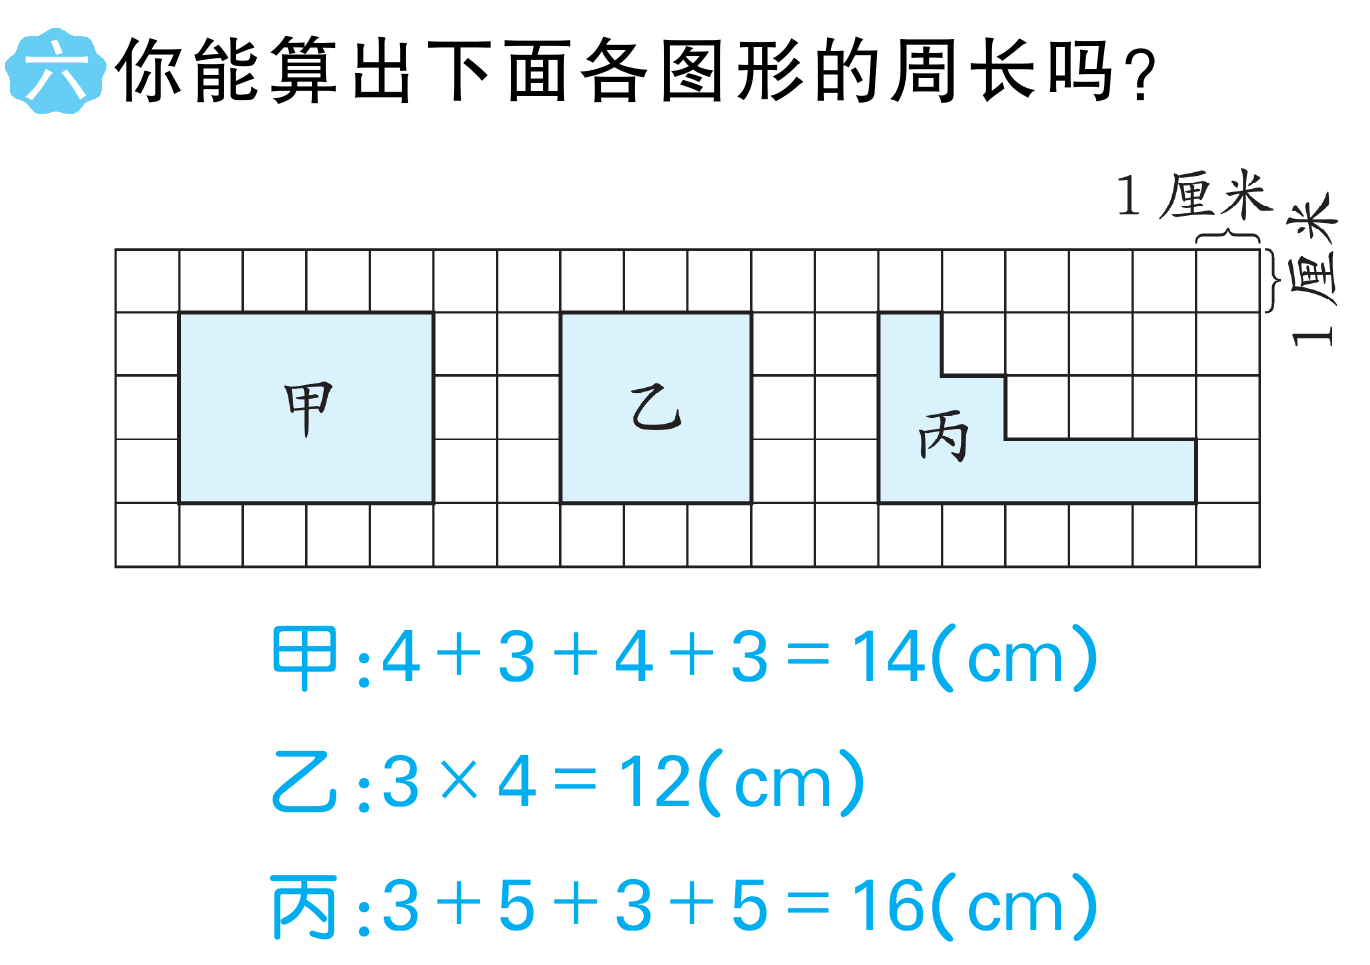 六 你能算出下面各图形的周长吗?
1厘米
1厘米
甲 乙 丙
甲:4+3+4+3=14(cm)
乙:3×4=12(cm)
丙:3+5+3+5=16(cm)